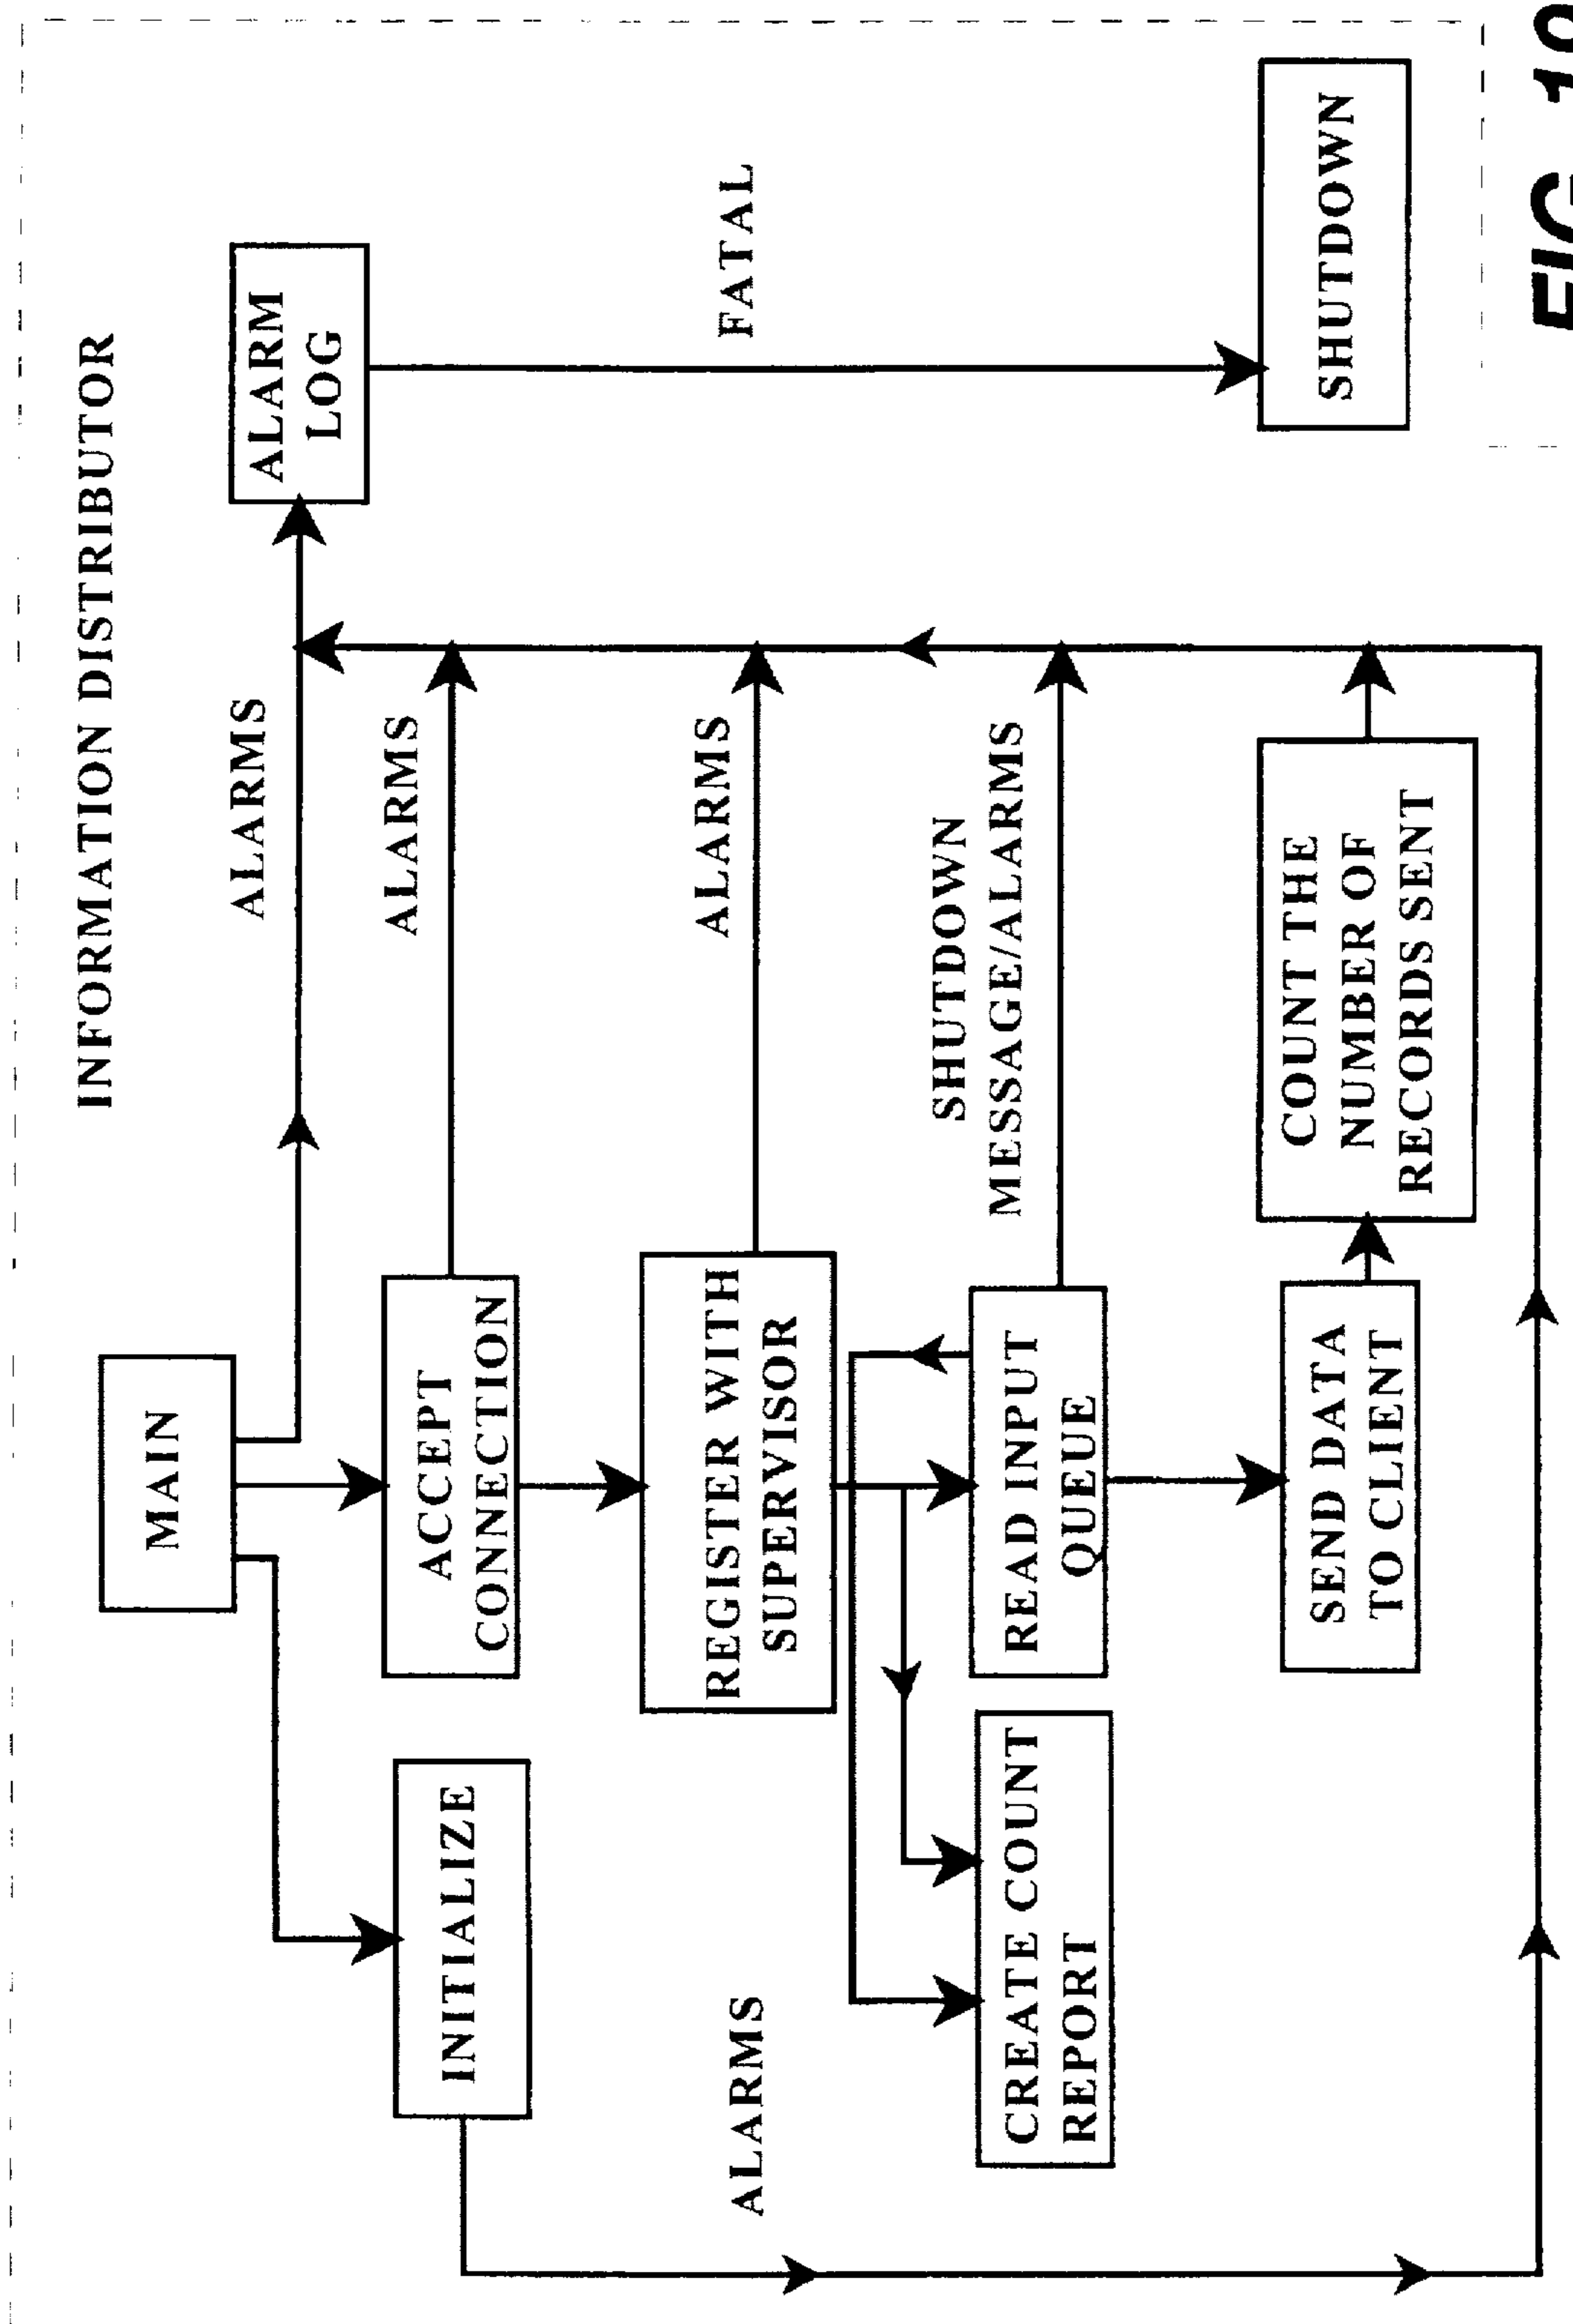 INFORMATION DISTRIBUTOR
MAIN
ALARMS
ALARM
LOG
INITIALIZE
ACCEPT
CONNECTION
ALARMS
ALARMS
REGISTER WITH
SUPERVISOR
ALARMS
FATAL
SHUTDOWN
MESSAGE/ALARMS
CREATE COUNT
REPORT
READ INPUT
QUEUE
SEND DATA
TO CLIENT
COUNT THE
NUMBER OF
RECORDS SENT
SHUTDOWN
FIG.